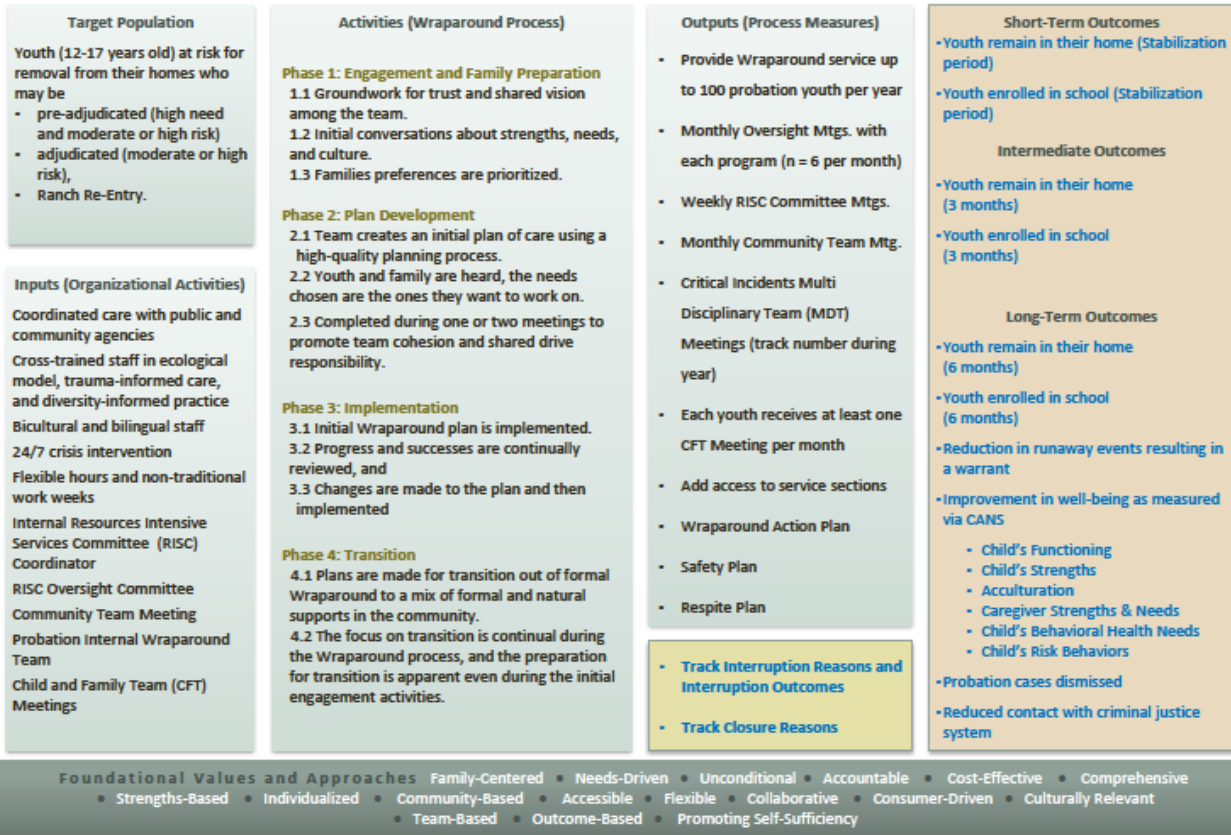 Target Population
Youth (12-17 years old) at risk for
removal from their homes who
may be
- pre-adjudicated (high need
and moderate or high risk)
- adjudicated (moderate or high
risk),
- Ranch Re-Entry.
Inputs (Organizational Activities)
Coordinated care with public and
community agencies
Cross-trained staff in ecological
model, trauma-informed care,
and diversity-informed practice
Bicultural and bilingual staff
24/7 crisis intervention
Flexible hours and non-traditional
work weeks
Internal Resources Intensive
Services Committee (RISC)
Coordinator
RISC Oversight Committee
Community Team Meeting
Probation Internal Wraparound
Team
Child and Family Team (CFT)
Meetings
Activities (Wraparound Process)
Phase 1: Engagement and Family Preparation
1.1 Groundwork for trust and shared vision
among the team.
1.2 Initial conversations about strengths, needs,
and culture.
1.3 Families preferences are prioritized.
Phase 2: Plan Development
2.1 Team creates an initial plan of care using a
high-quality planning process.
2.2 Youth and family are heard, the needs
chosen are the ones they want to work on.
2.3 Completed during one or two meetings to
promote team cohesion and shared drive
responsibility.
Phase 3: Implementation
3.1 Initial Wraparound plan is implemented.
3.2 Progress and successes are continually
reviewed, and
3.3 Changes are made to the plan and then
implemented
Phase 4: Transition
4.1 Plans are made for transition out of formal
Wraparound to a mix of formal and natural
supports in the community.
4.2 The focus on transition is continual during
the Wraparound process, and the preparation
for transition is apparent even during the initial
engagement activities.
Outputs (Process Measures)
- Provide Wraparound service up
to 100 probation youth per year
- Monthly Oversight Mtgs. with
each program (n = 6 per month)
- Weekly RISC Committee Mtgs.
- Monthly Community Team Mtg.
- Critical Incidents Multi
Disciplinary Team (MDT)
Meetings (track number during
year)
- Each youth receives at least one
CFT Meeting per month
- Add access to service sections
- Wraparound Action Plan
- Safety Plan
- Respite Plan
• Track Interruption Reasons and
Interruption Outcomes
• Track Closure Reasons
Short-Term Outcomes
- Youth remain in their home (Stabilization
period)
- Youth enrolled in school (Stabilization
period)
Intermediate Outcomes
- Youth remain in their home
(3 months)
- Youth enrolled in school
(3 months)
Long-Term Outcomes
- Youth remain in their home
(6 months)
- Youth enrolled in school
(6 months)
- Reduction in runaway events resulting in
a warrant
- Improvement in well-being as measured
via CANS
• Child's Functioning
• Child's Strengths
• Acculturation
• Caregiver Strengths & Needs
• Child's Behavioral Health Needs
• Child's Risk Behaviors
- Probation cases dismissed
- Reduced contact with criminal justice
system
Foundational Values and Approaches Family-Centered • Needs-Driven • Unconditional • Accountable • Cost-Effective • Comprehensive
• Strengths-Based • Individualized • Community-Based • Accessible • Flexible • Collaborative • Consumer-Driven • Culturally Relevant
• Team-Based • Outcome-Based • Promoting Self-Sufficiency